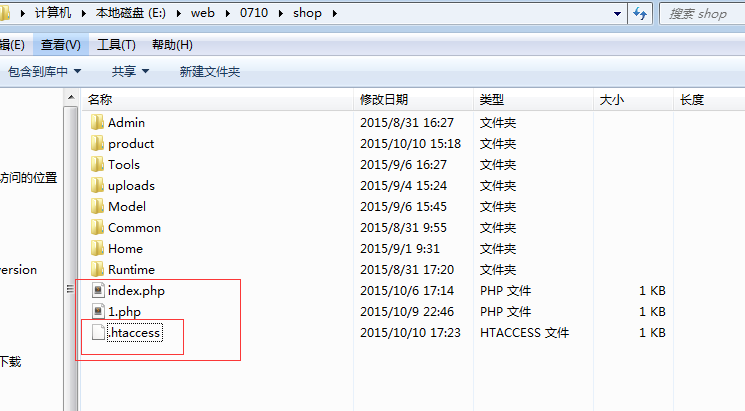 计算机 本地磁盘 (E:) web 0710 shop 搜索 shop
辑(E) 查看(V) 工具(T) 帮助(H)
包含到库中 共享 新建文件夹
名称 修改日期 类型 大小 长度
Admin 2015/8/31 16:27 文件夹
product 2015/10/10 15:18 文件夹
Tools 2015/9/6 16:27 文件夹
访问的位置
uploads 2015/9/4 15:24 文件夹
Model 2015/9/6 15:45 文件夹
Common 2015/8/31 9:55 文件夹
Home 2015/9/1 9:31 文件夹
version Runtime 2015/8/31 17:20 文件夹
index.php 2015/10/6 17:14 PHP 文件 1 KB
1.php 2015/10/9 22:46 PHP 文件 1 KB
.htaccess 2015/10/10 17:23 HTACCESS 文件 1 KB
下载